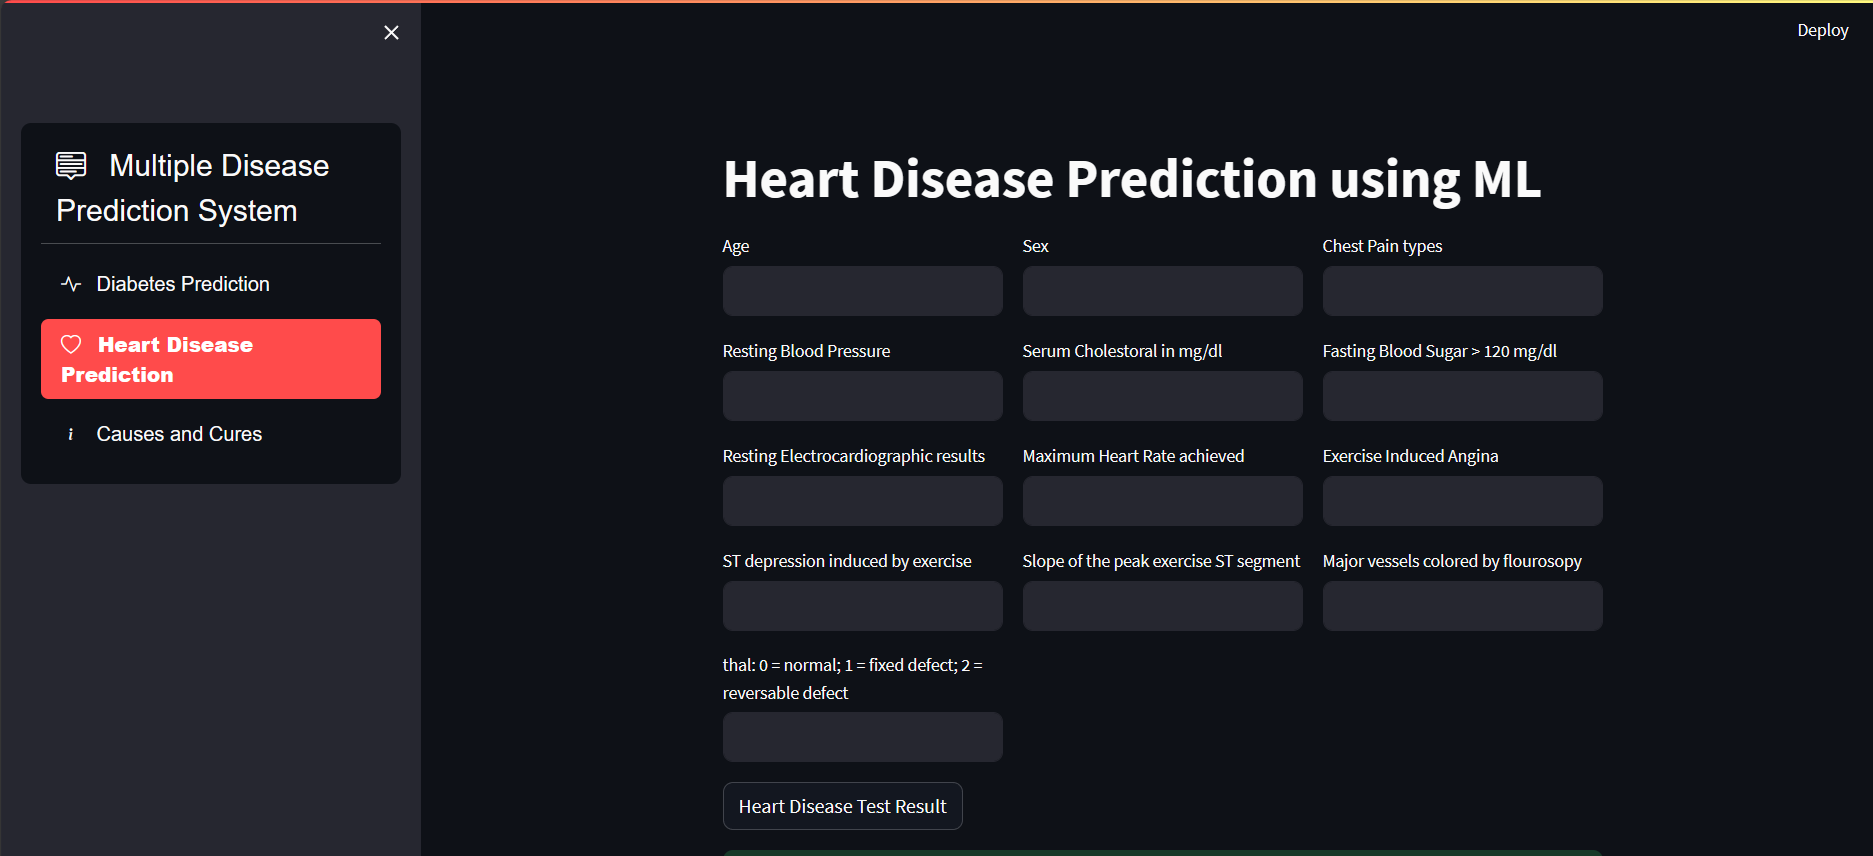 Deploy
Multiple Disease
Prediction System
Diabetes Prediction
Heart Disease
Prediction
Causes and Cures
Heart Disease Prediction using ML
Age
Sex
Chest Pain types
Resting Blood Pressure
Serum Cholestoral in mg/dl
Fasting Blood Sugar > 120 mg/dl
Resting Electrocardiographic results
Maximum Heart Rate achieved
Exercise Induced Angina
ST depression induced by exercise
Slope of the peak exercise ST segment
Major vessels colored by flourosopy
thal: 0 = normal; 1 = fixed defect; 2 =
reversable defect
Heart Disease Test Result